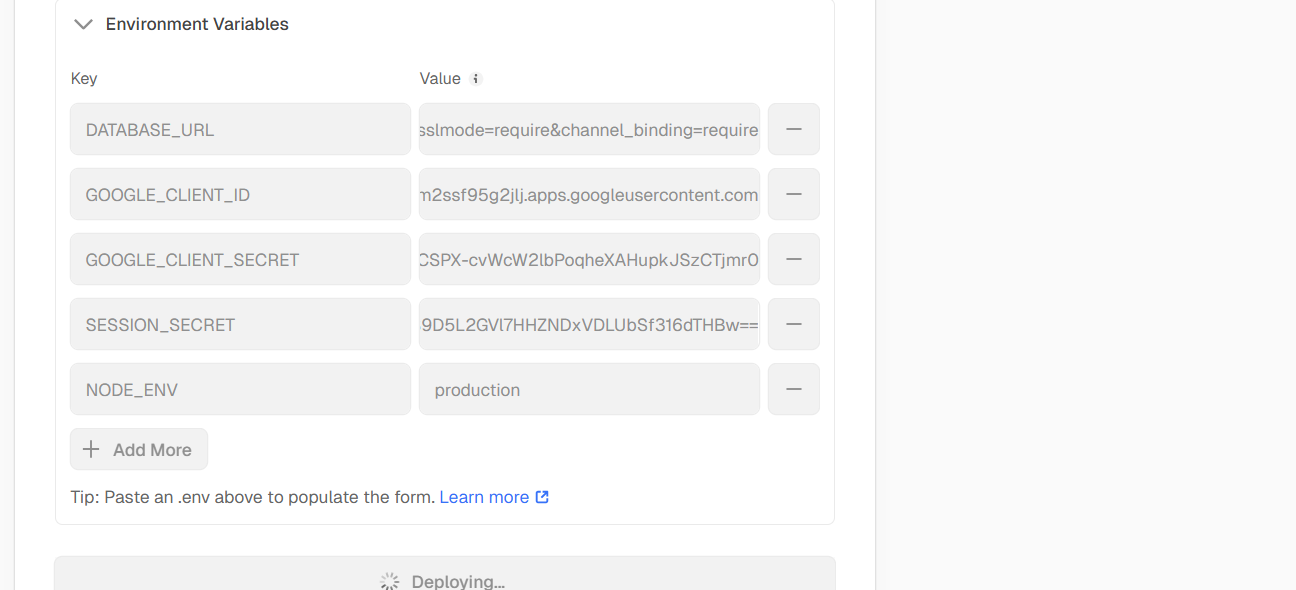 Environment Variables
Key Value
DATABASE_URL sslmode=require&channel_binding=require
GOOGLE_CLIENT_ID m2ssf95g2jlj.apps.googleusercontent.com
GOOGLE_CLIENT_SECRET CSPX-cvWcW2lbPoqheXAHupkJSzCTjmr0
SESSION_SECRET 9D5L2GVl7HHZNDxVDLUbSf316dTHBw==
NODE_ENV production
Add More
Tip: Paste an .env above to populate the form. Learn more
Deploying...